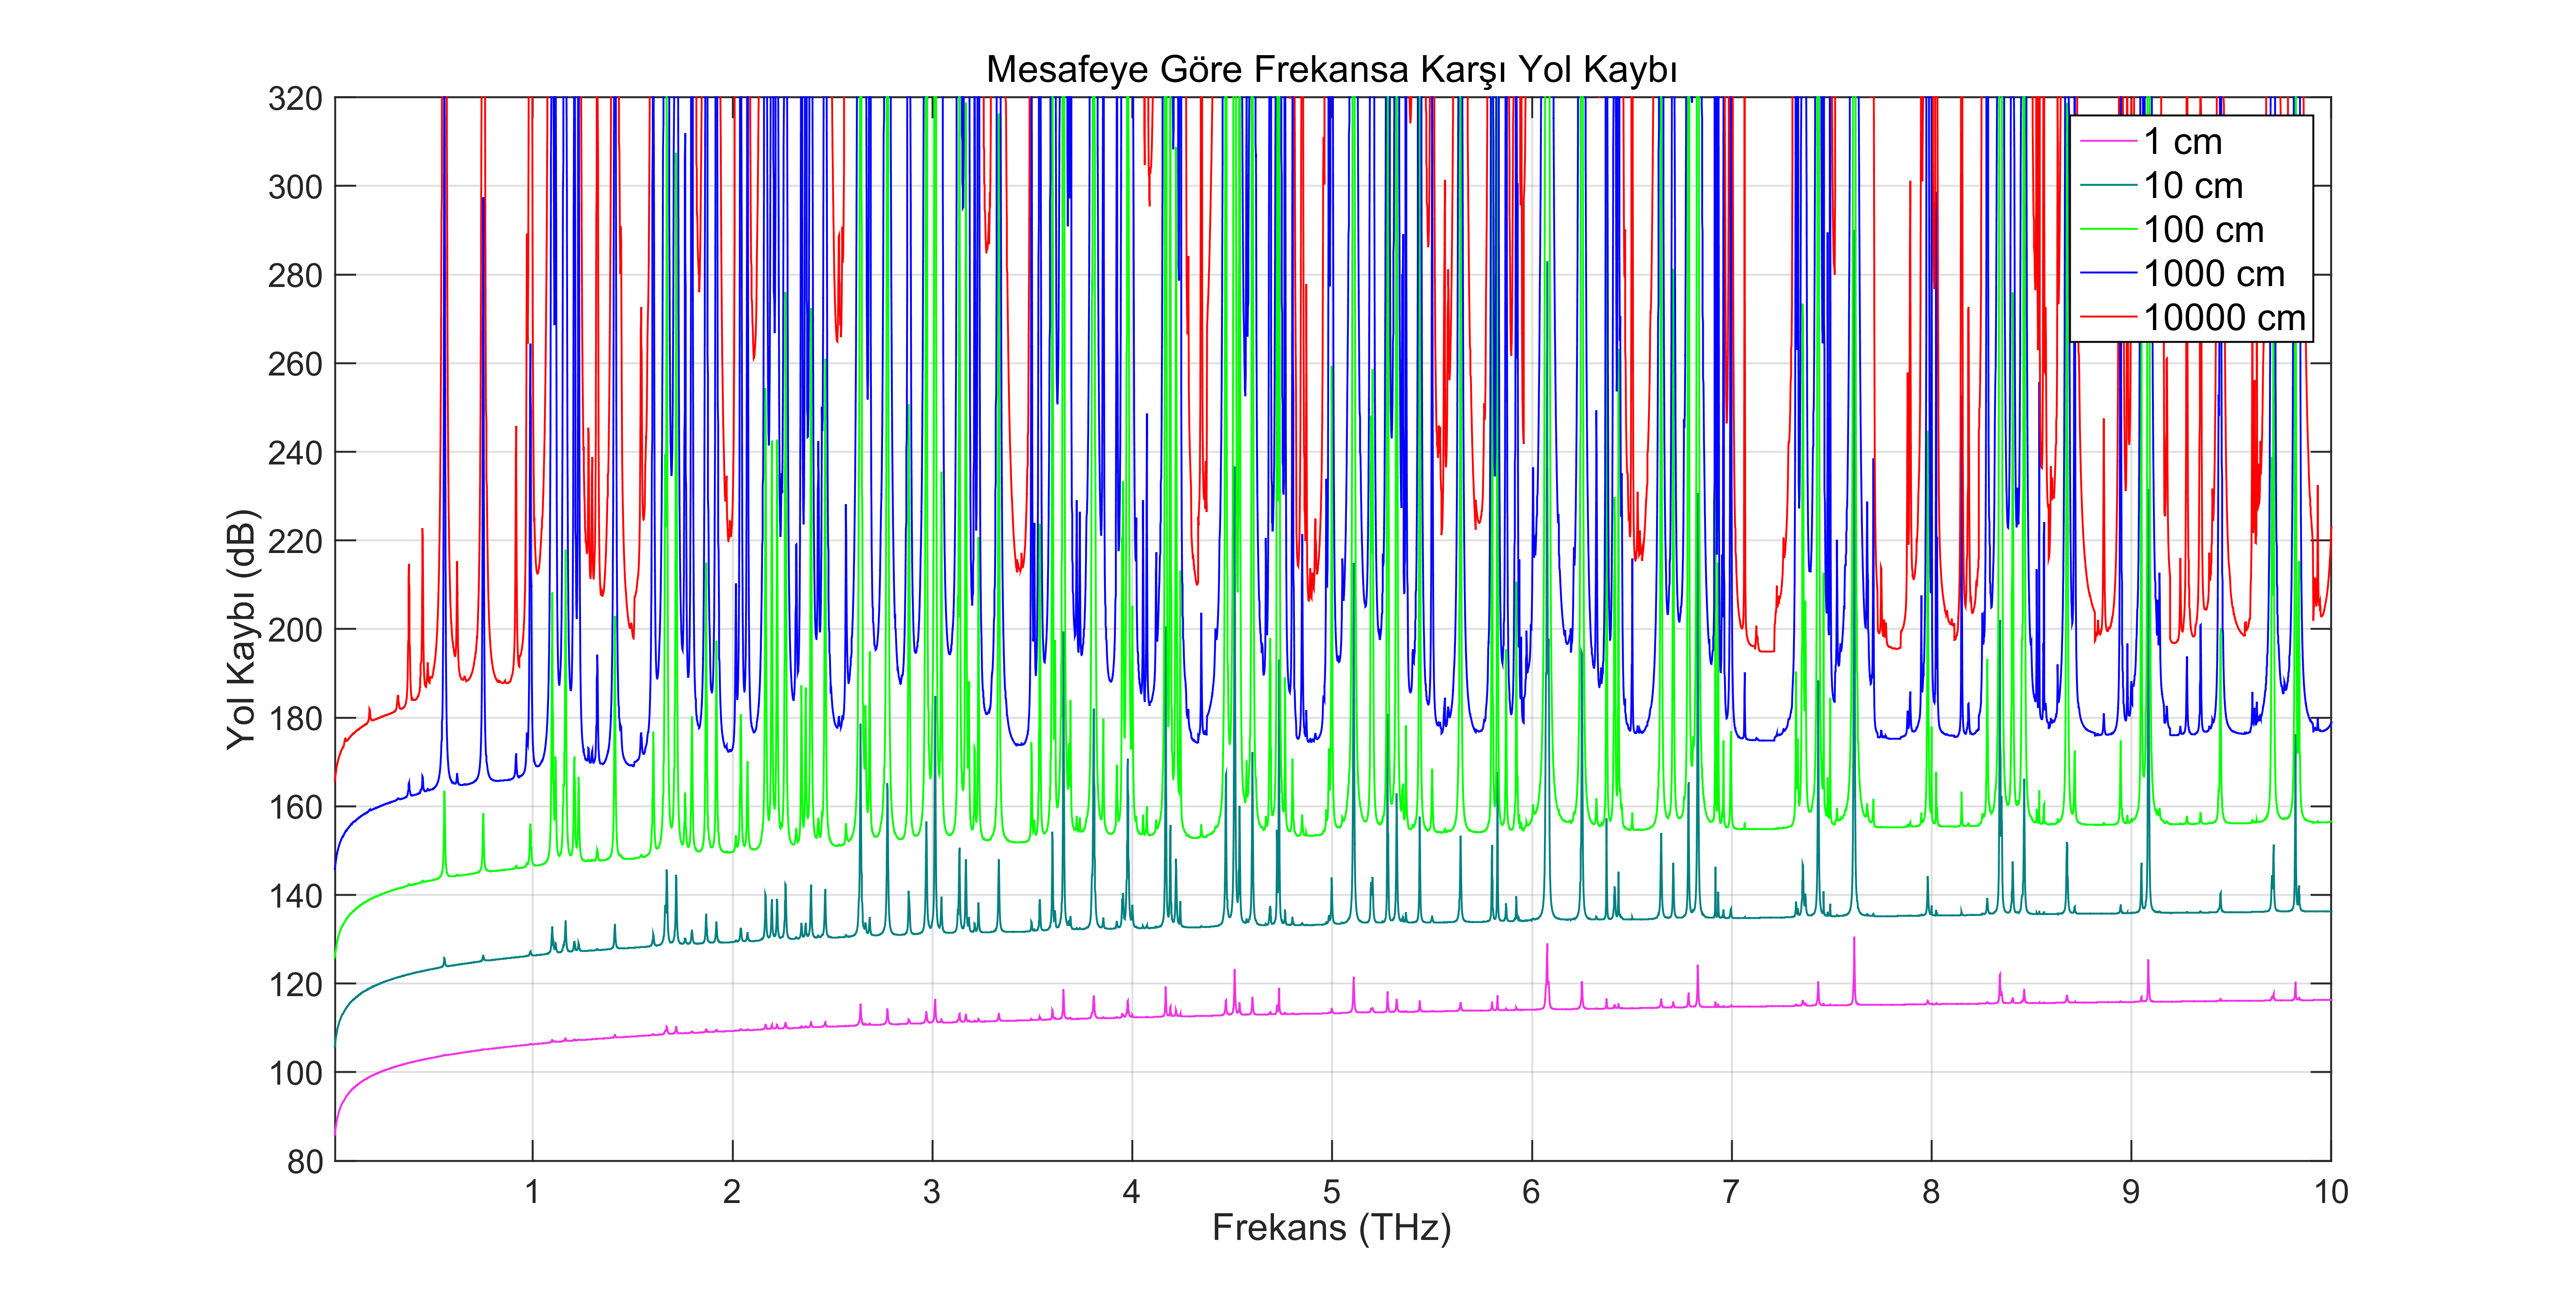 Mesafeye Göre Frekansa Karşı Yol Kaybı
Yol Kaybı (dB)
320
300
280
260
240
220
200
180
160
140
120
100
80
1 cm
10 cm
100 cm
1000 cm
10000 cm
1 2 3 4 5 6 7 8 9 10
Frekans (THz)